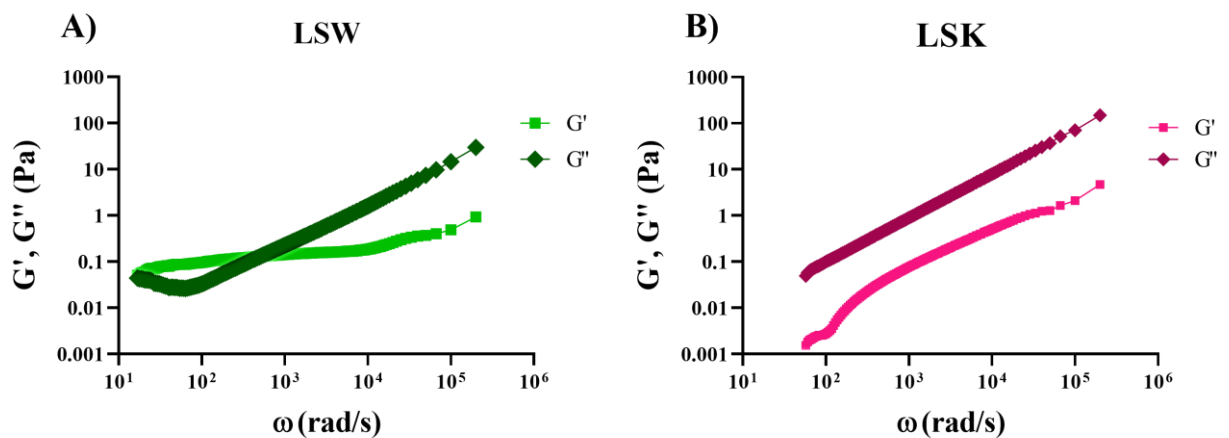 A)
LSW
G', G'' (Pa)
1000
100
10
1
0.1
0.01
0.001
10¹
10²
10³
10⁴
10⁵
10⁶
ω (rad/s)
G'
G''
B)
LSK
G', G'' (Pa)
1000
100
10
1
0.1
0.01
0.001
10¹
10²
10³
10⁴
10⁵
10⁶
ω (rad/s)
G'
G''